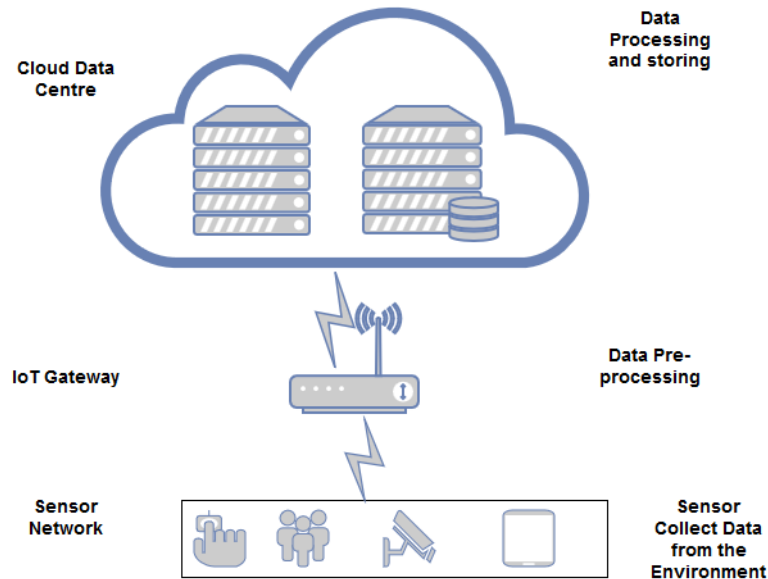 Cloud Data
Centre
Data
Processing
and storing
IoT Gateway
Data Pre-
processing
Sensor
Network
Sensor
Collect Data
from the
Environment